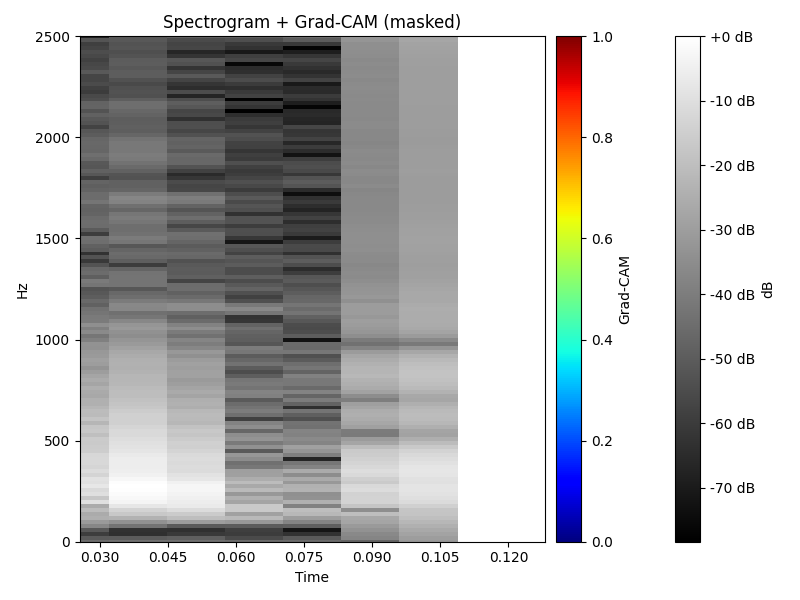 Spectrogram + Grad-CAM (masked)
2500
2000
1500
1000
500
0
Hz
0.030
0.045
0.060
0.075
0.090
0.105
0.120
Time
1.0
0.8
0.6
0.4
0.2
0.0
Grad-CAM
+0 dB
-10 dB
-20 dB
-30 dB
-40 dB
-50 dB
-60 dB
-70 dB
dB